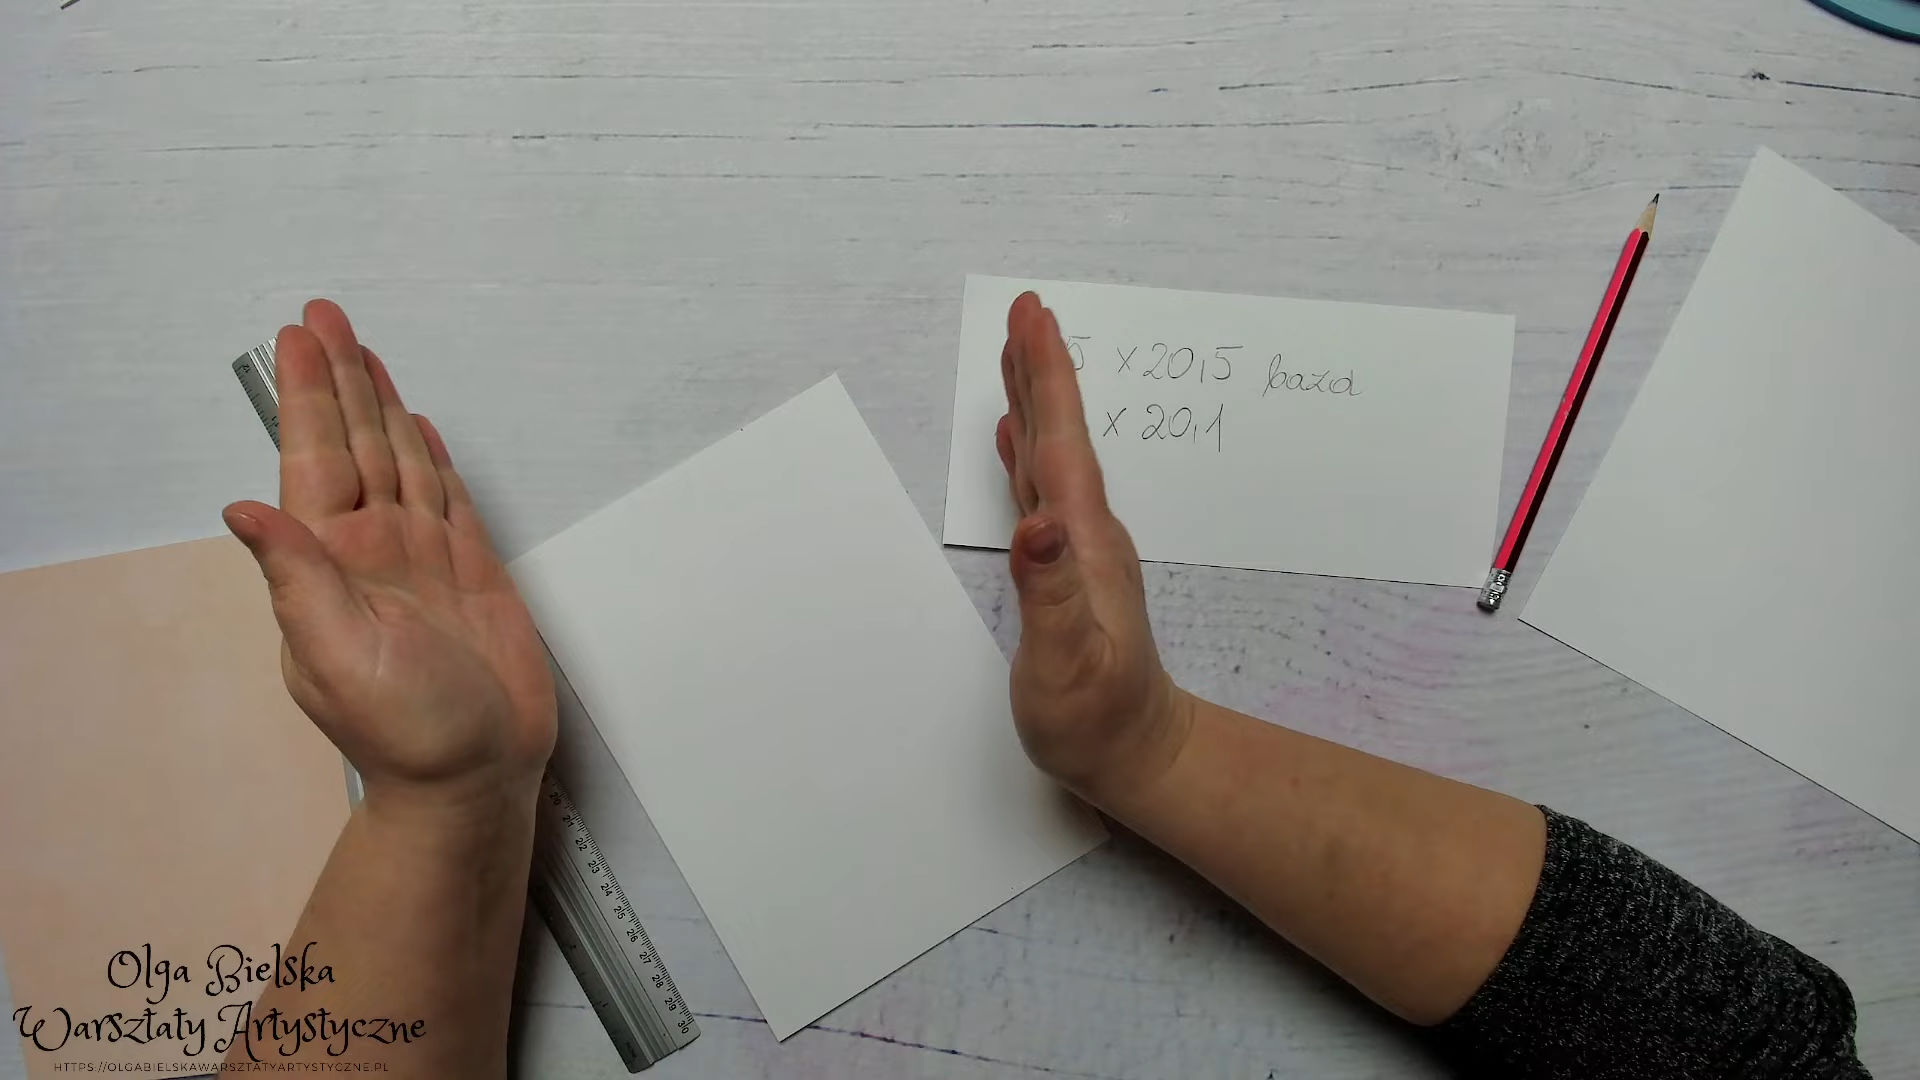 5 x 20,5 baza
x 20,1
20 21 22 23 24 25 26 27 28 29 30
Olga Bielska
Warsztaty Artystyczne
HTTPS://OLGABIELSKAWARSZTATYARTYSTYCZNE.PL